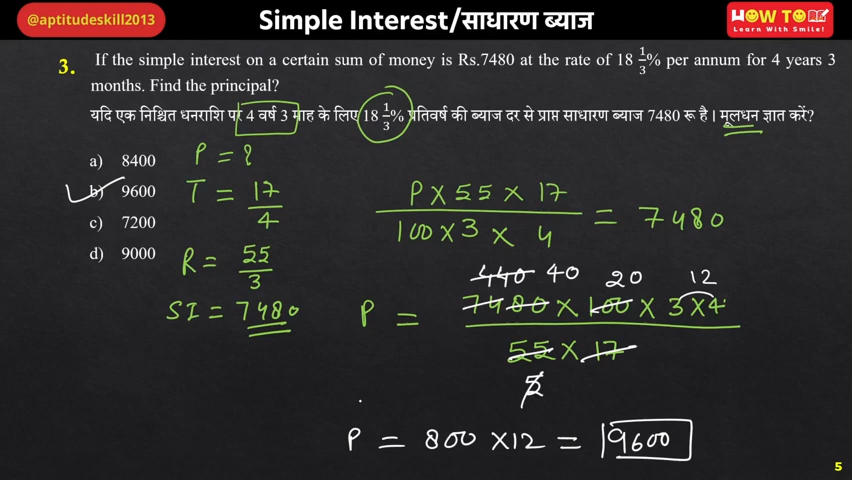 @aptitudeskill2013
Simple Interest/साधारण ब्याज
HOW TO
Learn With Smile!
3. If the simple interest on a certain sum of money is Rs.7480 at the rate of 18 1/3% per annum for 4 years 3
months. Find the principal?
यदि एक निश्चित धनराशि पर 4 वर्ष 3 माह के लिए 18 1/3% प्रतिवर्ष की ब्याज दर से प्राप्त साधारण ब्याज 7480 रू है। मूलधन ज्ञात करें?
a) 8400
b) 9600
c) 7200
d) 9000
P = ?
T = 17/4
R = 55/3
SI = 7480
P × 55 × 17
100 × 3 × 4
= 7480
440 40 20 12
P = 7480 × 100 × 3 × 4
55 × 17
5
P = 800 × 12 = 9600
5